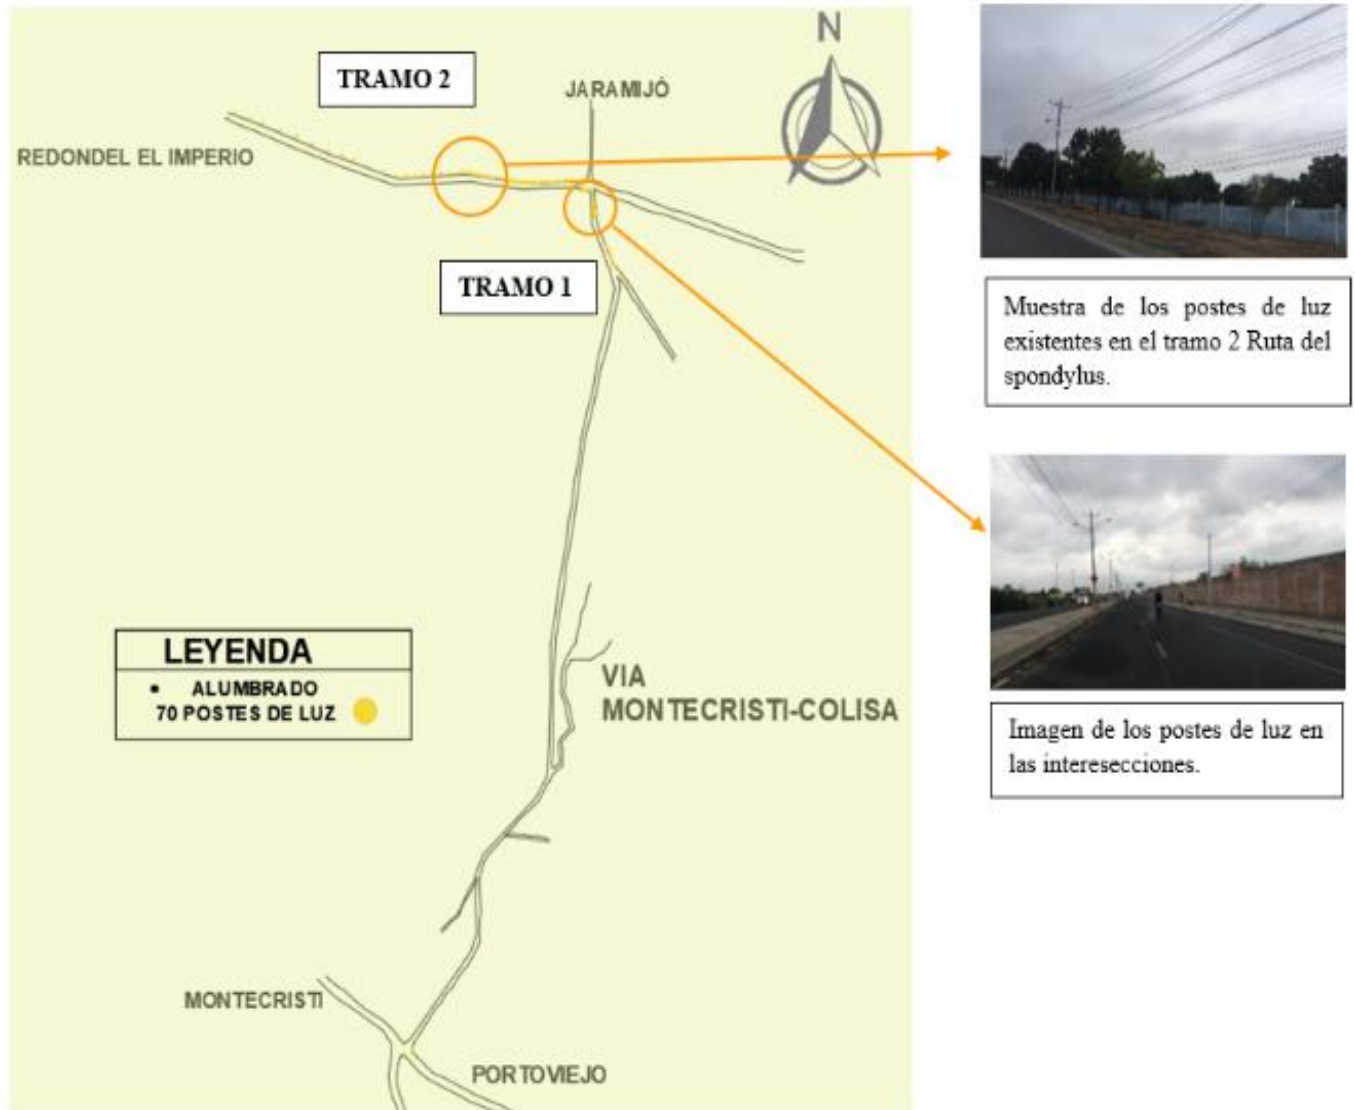 N
TRAMO 2
JARAMIJÓ
REDONDEL EL IMPERIO
TRAMO 1
Muestra de los postes de luz
existentes en el tramo 2 Ruta del
spondylus.
LEYENDA
ALUMBRADO
70 POSTES DE LUZ
VIA
MONTECRISTI-COLISA
Imagen de los postes de luz en
las interesecciones.
MONTECRISTI
PORTOVIEJO